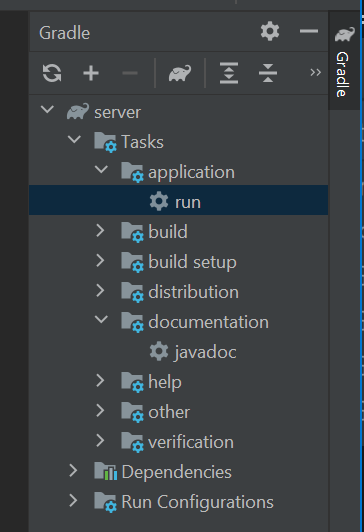 Gradle
Gradle
server
Tasks
application
run
build
build setup
distribution
documentation
javadoc
help
other
verification
Dependencies
Run Configurations